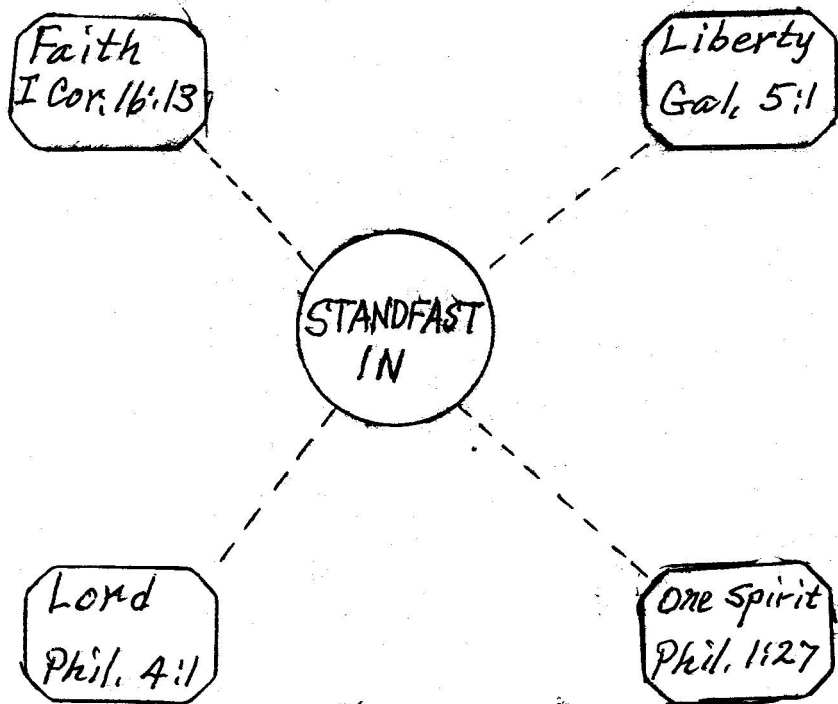 Faith
I Cor. 16:13
Liberty
Gal. 5:1
STANDFAST
IN
Lord
Phil. 4:1
one spirit
Phil. 1:27